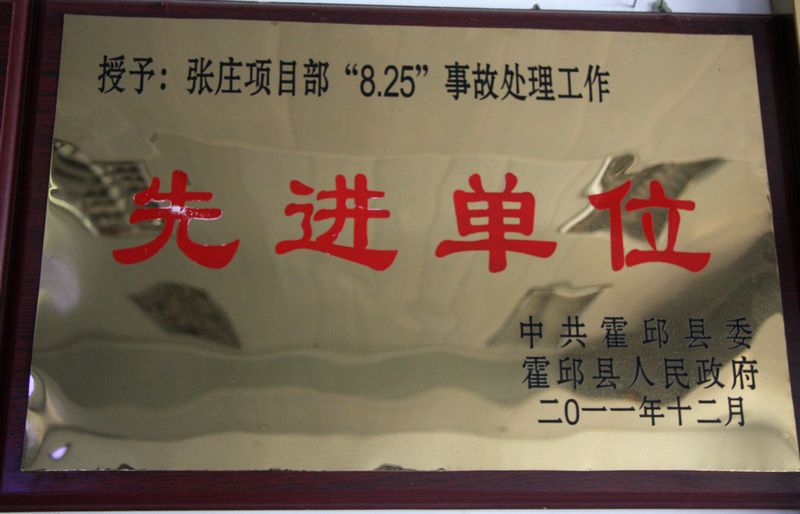 授予：张庄项目部“8.25”事故处理工作
先进单位
中共霍邱县委
霍邱县人民政府
二0一一年十二月